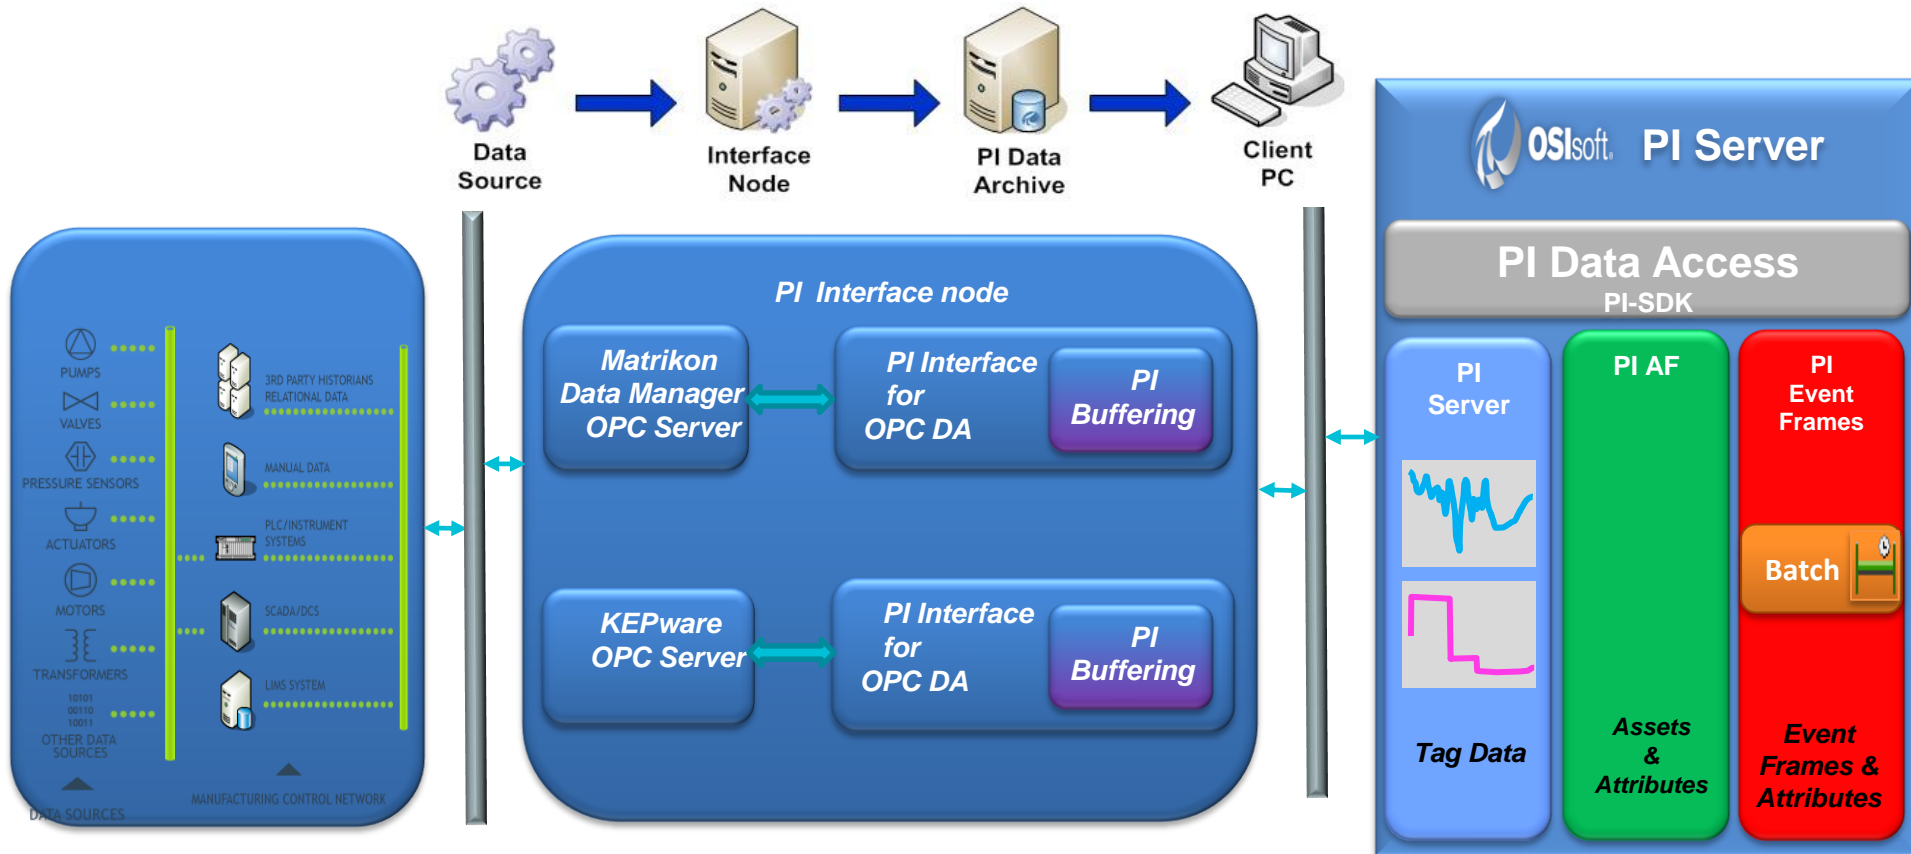 Data
Source
Interface
Node
PI Data
Archive
Client
PC
OSIsoft.
PI Server
PI Data Access
PI-SDK
PUMPS
VALVES
PRESSURE SENSORS
ACTUATORS
MOTORS
TRANSFORMERS
10101
00110
10011
OTHER DATA
SOURCES
DATA SOURCES
3RD PARTY HISTORIANS
RELATIONAL DATA
MANUAL DATA
PLC/INSTRUMENT
SYSTEMS
SCADA/DCS
LIMS SYSTEM
MANUFACTURING CONTROL NETWORK
PI Interface node
Matrikon
Data Manager
OPC Server
PI Interface
for
OPC DA
PI
Buffering
KEPware
OPC Server
PI Interface
for
OPC DA
PI
Buffering
PI
Server
Tag Data
PI AF
Assets
&
Attributes
PI
Event
Frames
Batch
Event
Frames &
Attributes